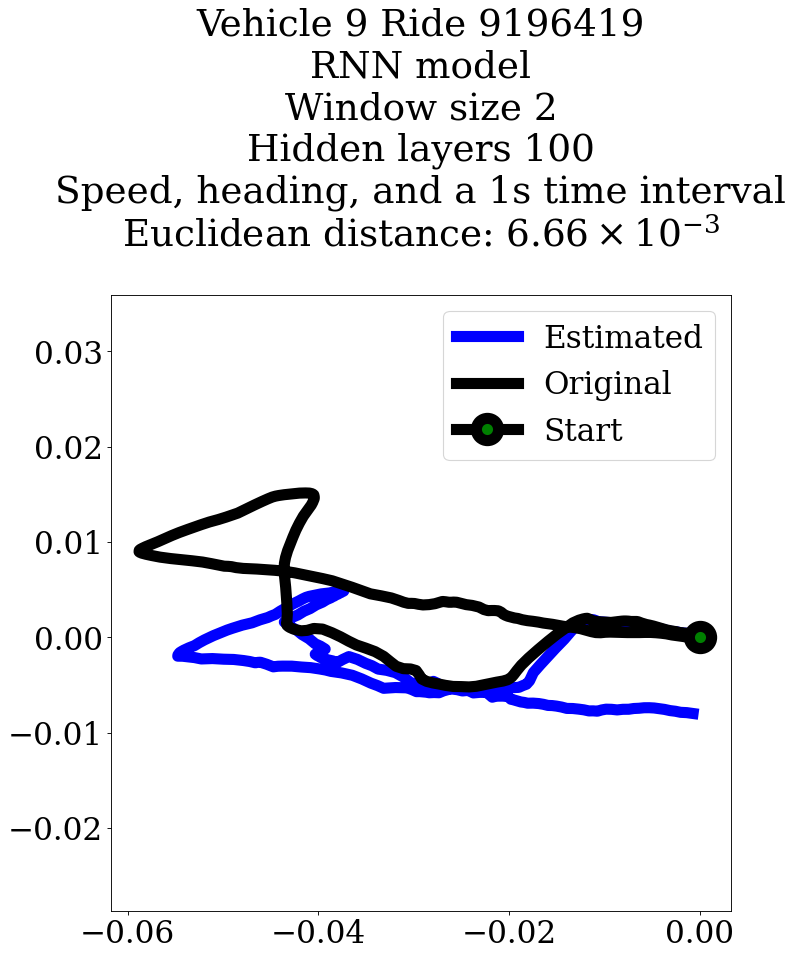 Vehicle 9 Ride 9196419
RNN model
Window size 2
Hidden layers 100
Speed, heading, and a 1s time interval
Euclidean distance: 6.66 × 10⁻³
Estimated
Original
Start
0.03
0.02
0.01
0.00
−0.01
−0.02
−0.06 −0.04 −0.02 0.00